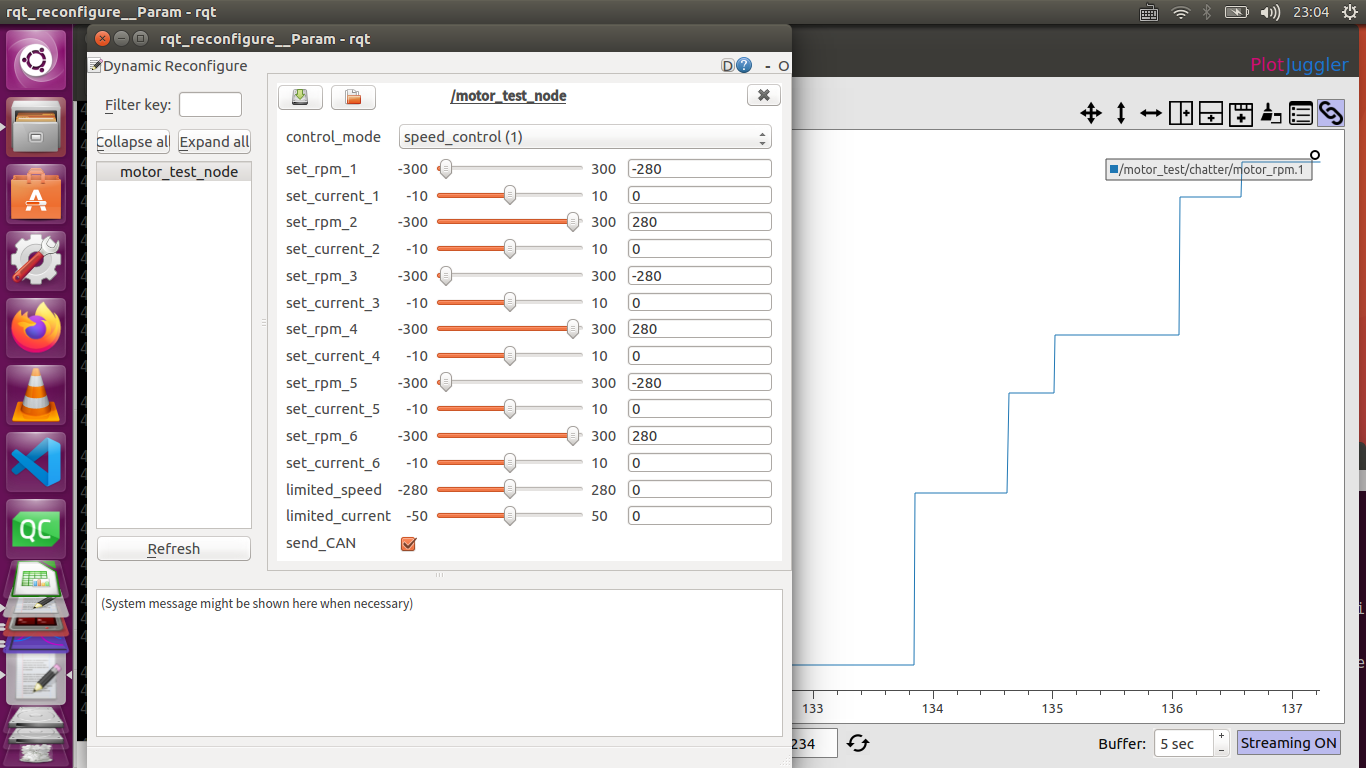 rqt_reconfigure__Param - rqt
23:04
rqt_reconfigure__Param - rqt
Dynamic Reconfigure
D ? - O
Filter key:
Collapse all Expand all
motor_test_node
Refresh
/motor_test_node
control_mode speed_control (1)
set_rpm_1 -300 300 -280
set_current_1 -10 10 0
set_rpm_2 -300 300 280
set_current_2 -10 10 0
set_rpm_3 -300 300 -280
set_current_3 -10 10 0
set_rpm_4 -300 300 280
set_current_4 -10 10 0
set_rpm_5 -300 300 -280
set_current_5 -10 10 0
set_rpm_6 -300 300 280
set_current_6 -10 10 0
limited_speed -280 280 0
limited_current -50 50 0
send_CAN
(System message might be shown here when necessary)
PlotJuggler
/motor_test/chatter/motor_rpm.1
133 134 135 136 137
234
Buffer: 5 sec + - Streaming ON
QC